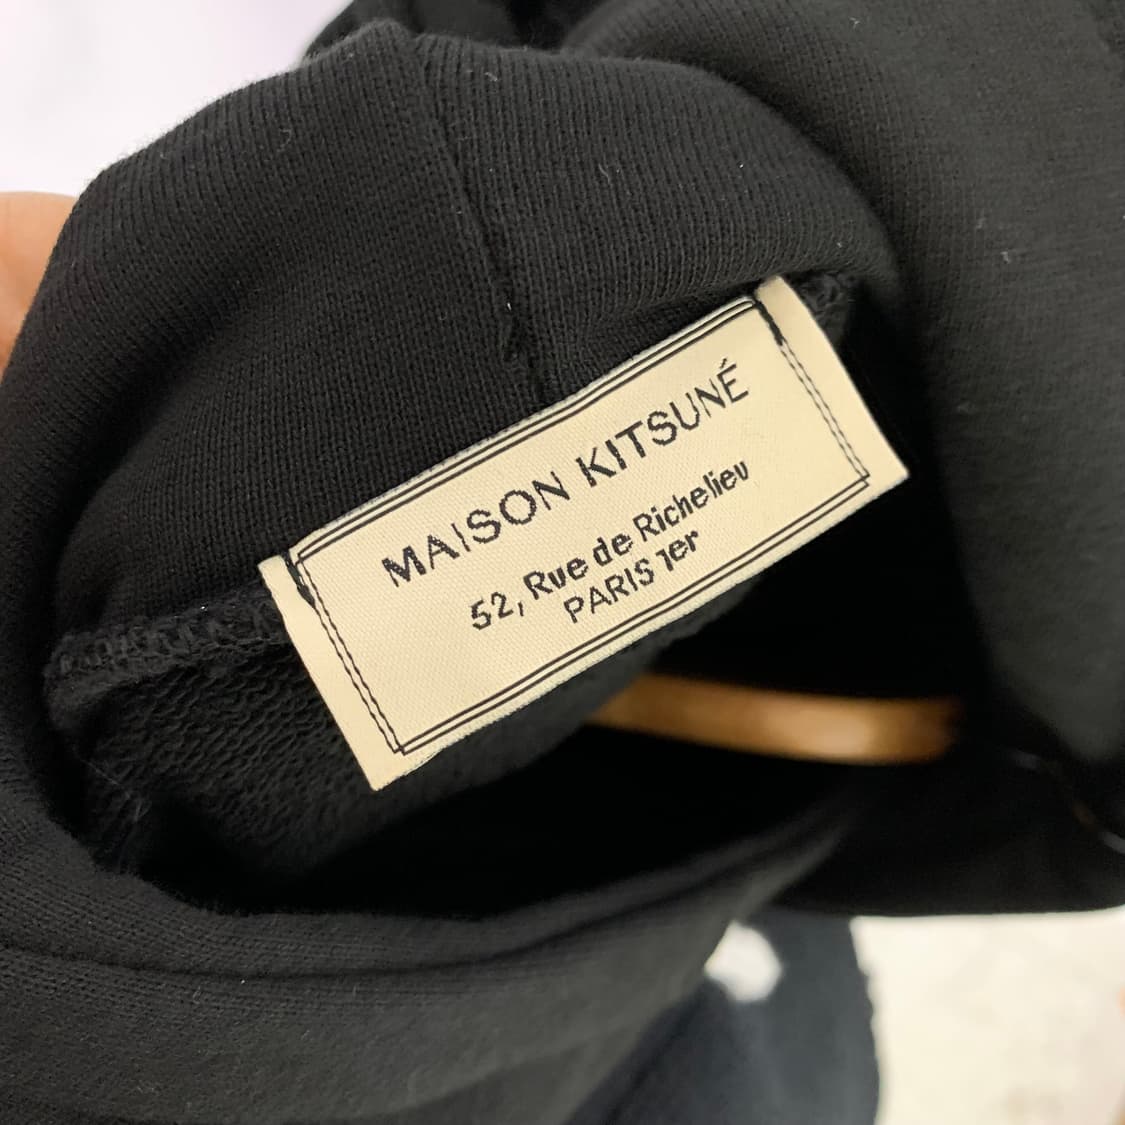 MAISON KITSUNÉ
52, Rue de Richelieu
PARIS 1er